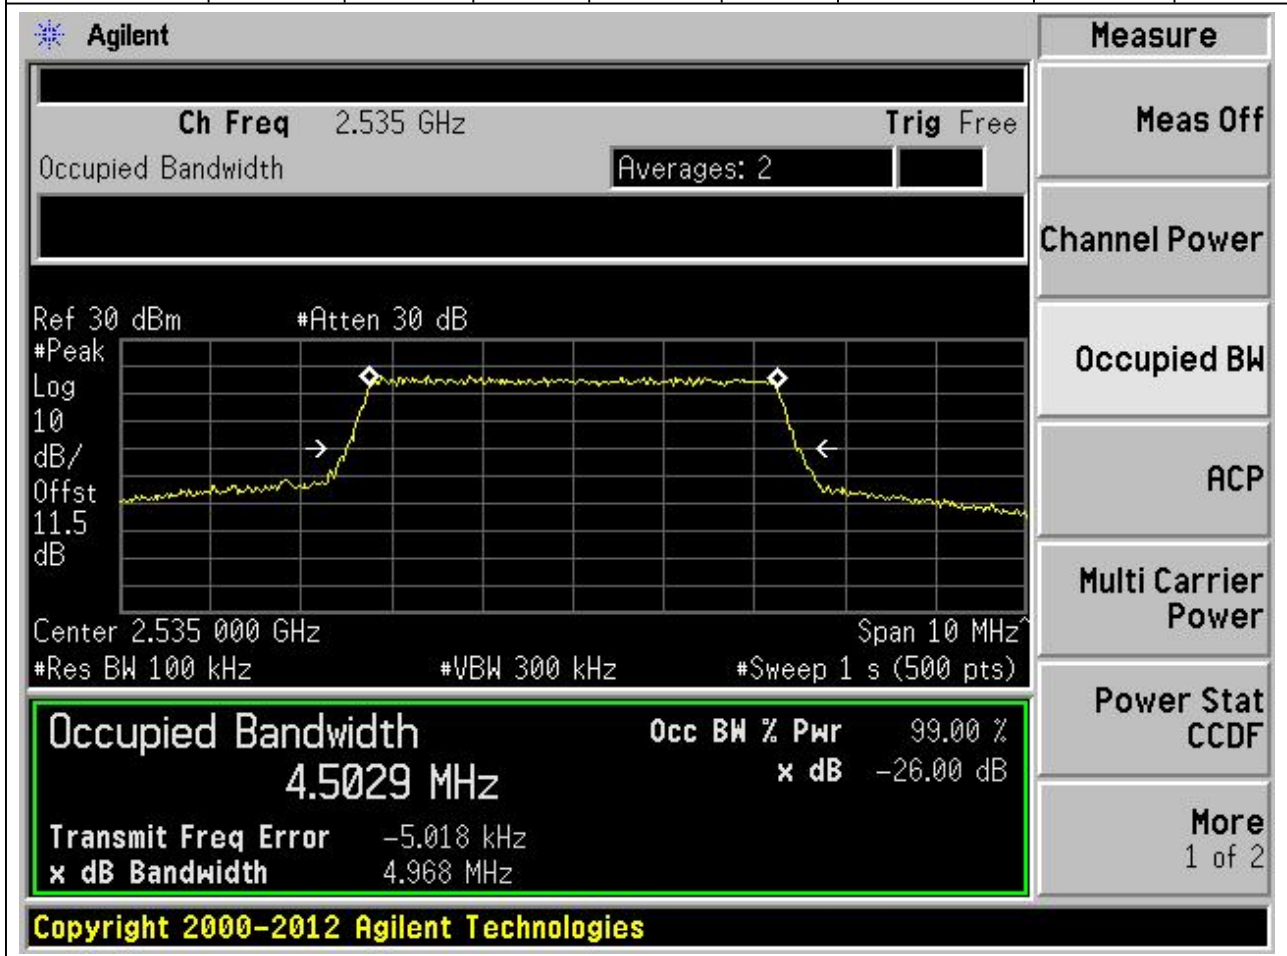 Agilent
Measure
Ch Freq 2.535 GHz Trig Free
Meas Off
Occupied Bandwidth Averages: 2
Channel Power
Ref 30 dBm #Atten 30 dB
#Peak
Log
10
dB/
Offst
11.5
dB
Occupied BW
ACP
Center 2.535 000 GHz Span 10 MHz^
#Res BW 100 kHz #VBW 300 kHz #Sweep 1 s (500 pts)
Multi Carrier
Power
Occupied Bandwidth Occ BW % Pwr 99.00 %
4.5029 MHz x dB -26.00 dB
Power Stat
CCDF
Transmit Freq Error -5.018 kHz
x dB Bandwidth 4.968 MHz
More
1 of 2
Copyright 2000-2012 Agilent Technologies